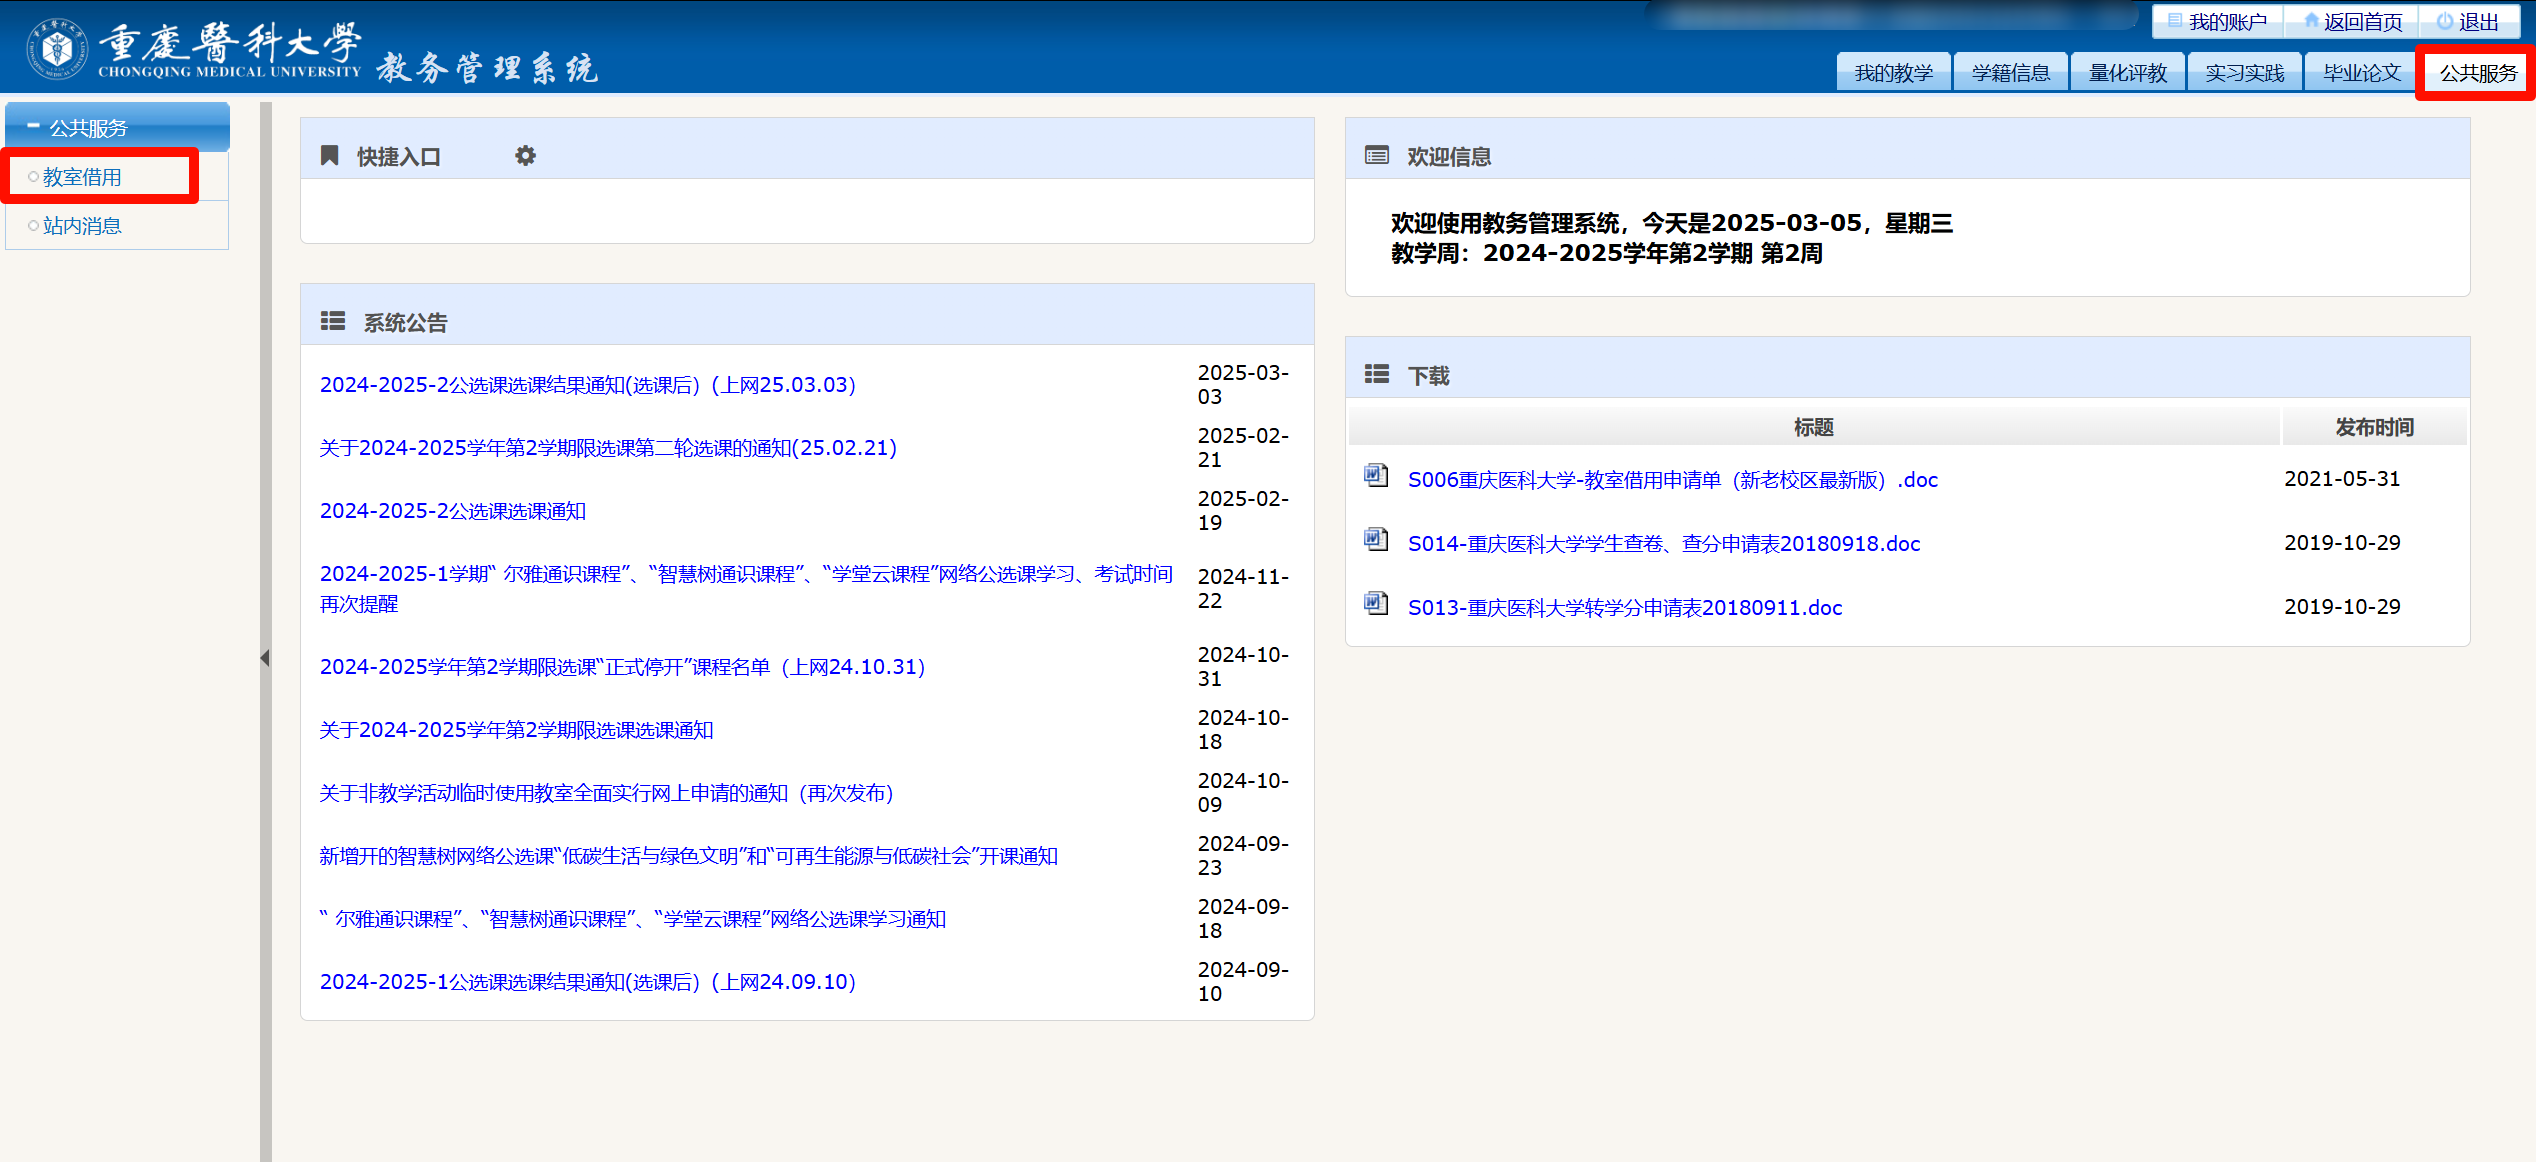 重慶醫科大學
CHONGQING MEDICAL UNIVERSITY
教务管理系统
我的账户
返回首页
退出
我的教学
学籍信息
量化评教
实习实践
毕业论文
公共服务
公共服务
教室借用
站内消息
快捷入口
系统公告
2024-2025-2公选课选课结果通知(选课后)（上网25.03.03）
2025-03-
03
关于2024-2025学年第2学期限选课第二轮选课的通知(25.02.21)
2025-02-
21
2024-2025-2公选课选课通知
2025-02-
19
2024-2025-1学期“ 尔雅通识课程”、“智慧树通识课程”、“学堂云课程”网络公选课学习、考试时间
再次提醒
2024-11-
22
2024-2025学年第2学期限选课“正式停开”课程名单（上网24.10.31）
2024-10-
31
关于2024-2025学年第2学期限选课选课通知
2024-10-
18
关于非教学活动临时使用教室全面实行网上申请的通知（再次发布）
2024-10-
09
新增开的智慧树网络公选课“低碳生活与绿色文明”和“可再生能源与低碳社会”开课通知
2024-09-
23
“ 尔雅通识课程”、“智慧树通识课程”、“学堂云课程”网络公选课学习通知
2024-09-
18
2024-2025-1公选课选课结果通知(选课后)（上网24.09.10）
2024-09-
10
欢迎信息
欢迎使用教务管理系统，今天是2025-03-05，星期三
教学周：2024-2025学年第2学期 第2周
下载
标题
发布时间
S006重庆医科大学-教室借用申请单（新老校区最新版）.doc
2021-05-31
S014-重庆医科大学学生查卷、查分申请表20180918.doc
2019-10-29
S013-重庆医科大学转学分申请表20180911.doc
2019-10-29